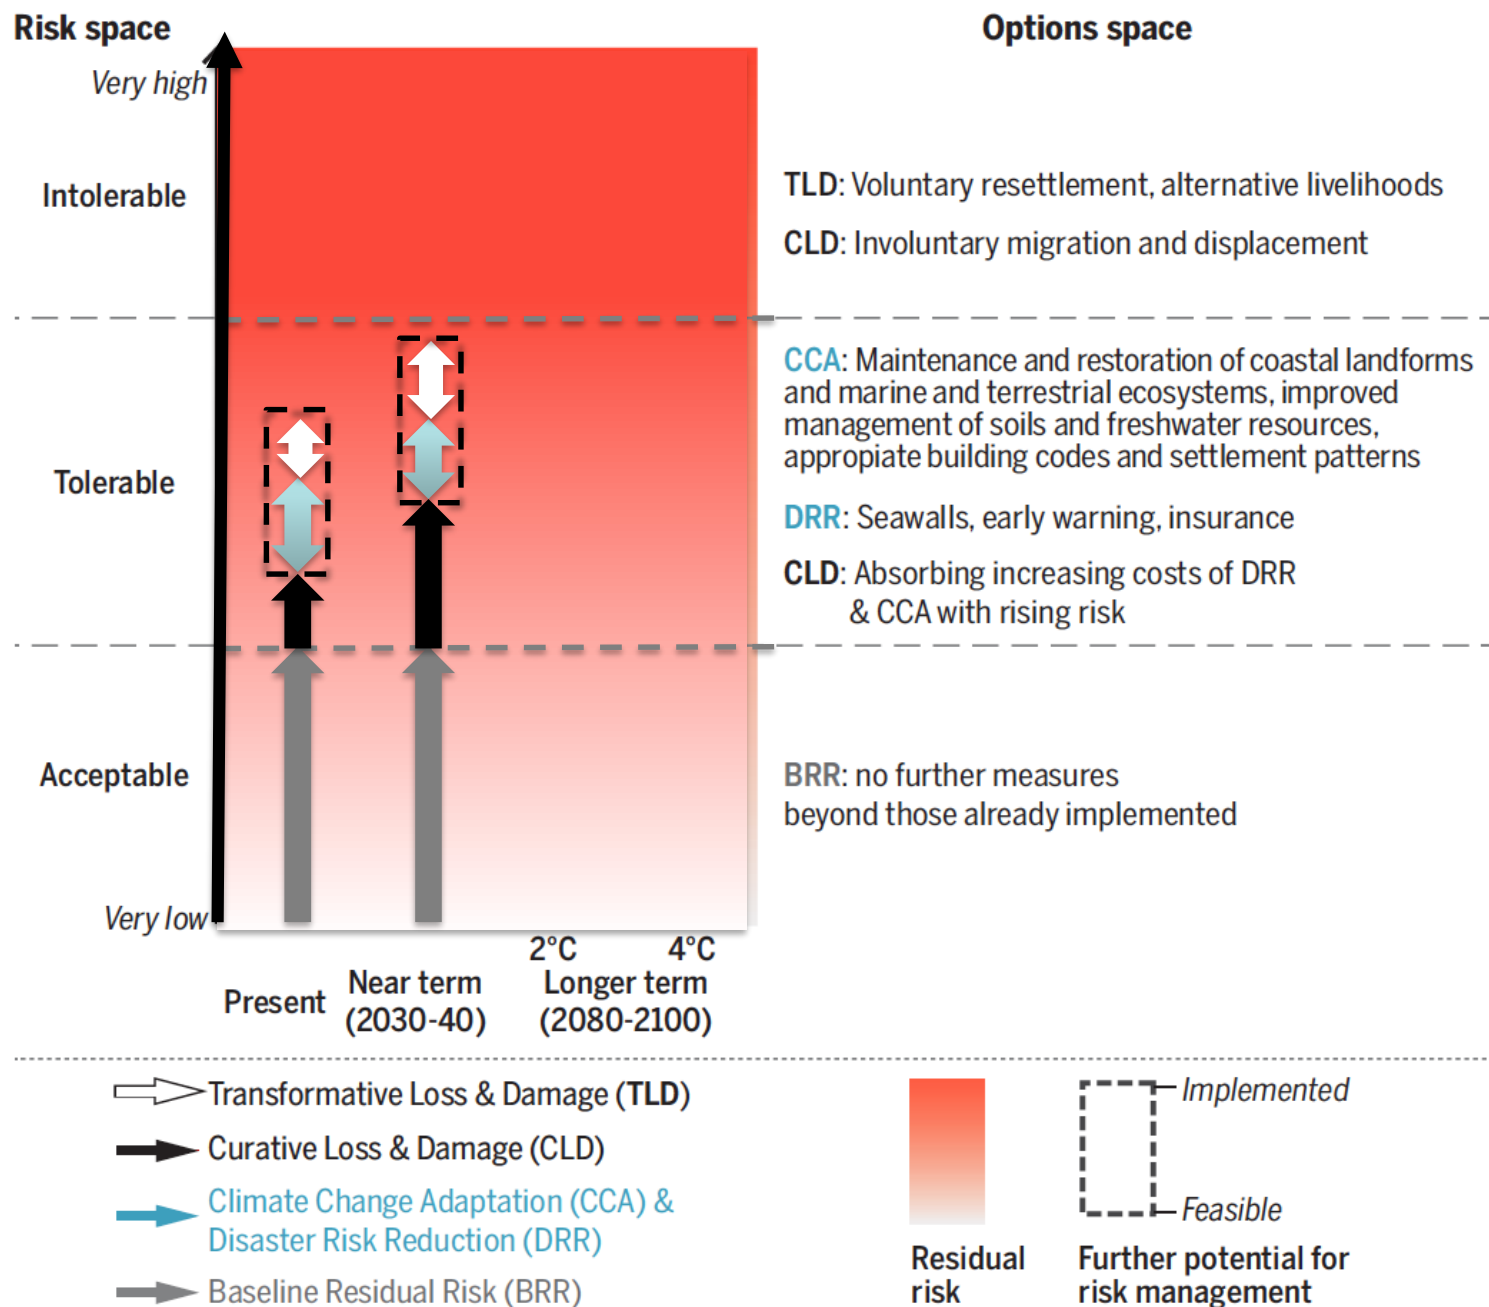 Risk space
Options space
Very high
Intolerable
TLD: Voluntary resettlement, alternative livelihoods
CLD: Involuntary migration and displacement
Tolerable
CCA: Maintenance and restoration of coastal landforms
and marine and terrestrial ecosystems, improved
management of soils and freshwater resources,
appropiate building codes and settlement patterns
DRR: Seawalls, early warning, insurance
CLD: Absorbing increasing costs of DRR
& CCA with rising risk
Acceptable
BRR: no further measures
beyond those already implemented
Very low
2°C
4°C
Present
Near term
(2030-40)
Longer term
(2080-2100)
Transformative Loss & Damage (TLD)
Curative Loss & Damage (CLD)
Climate Change Adaptation (CCA) &
Disaster Risk Reduction (DRR)
Baseline Residual Risk (BRR)
Residual
risk
Implemented
Feasible
Further potential for
risk management